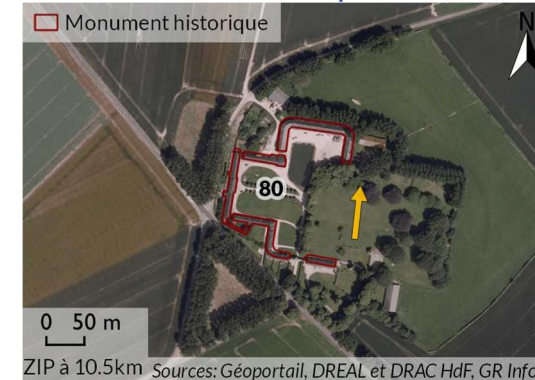 Monument historique
N
80
0 50 m
ZIP à 10.5km Sources: Géoportail, DREAL et DRAC HdF, GR Info